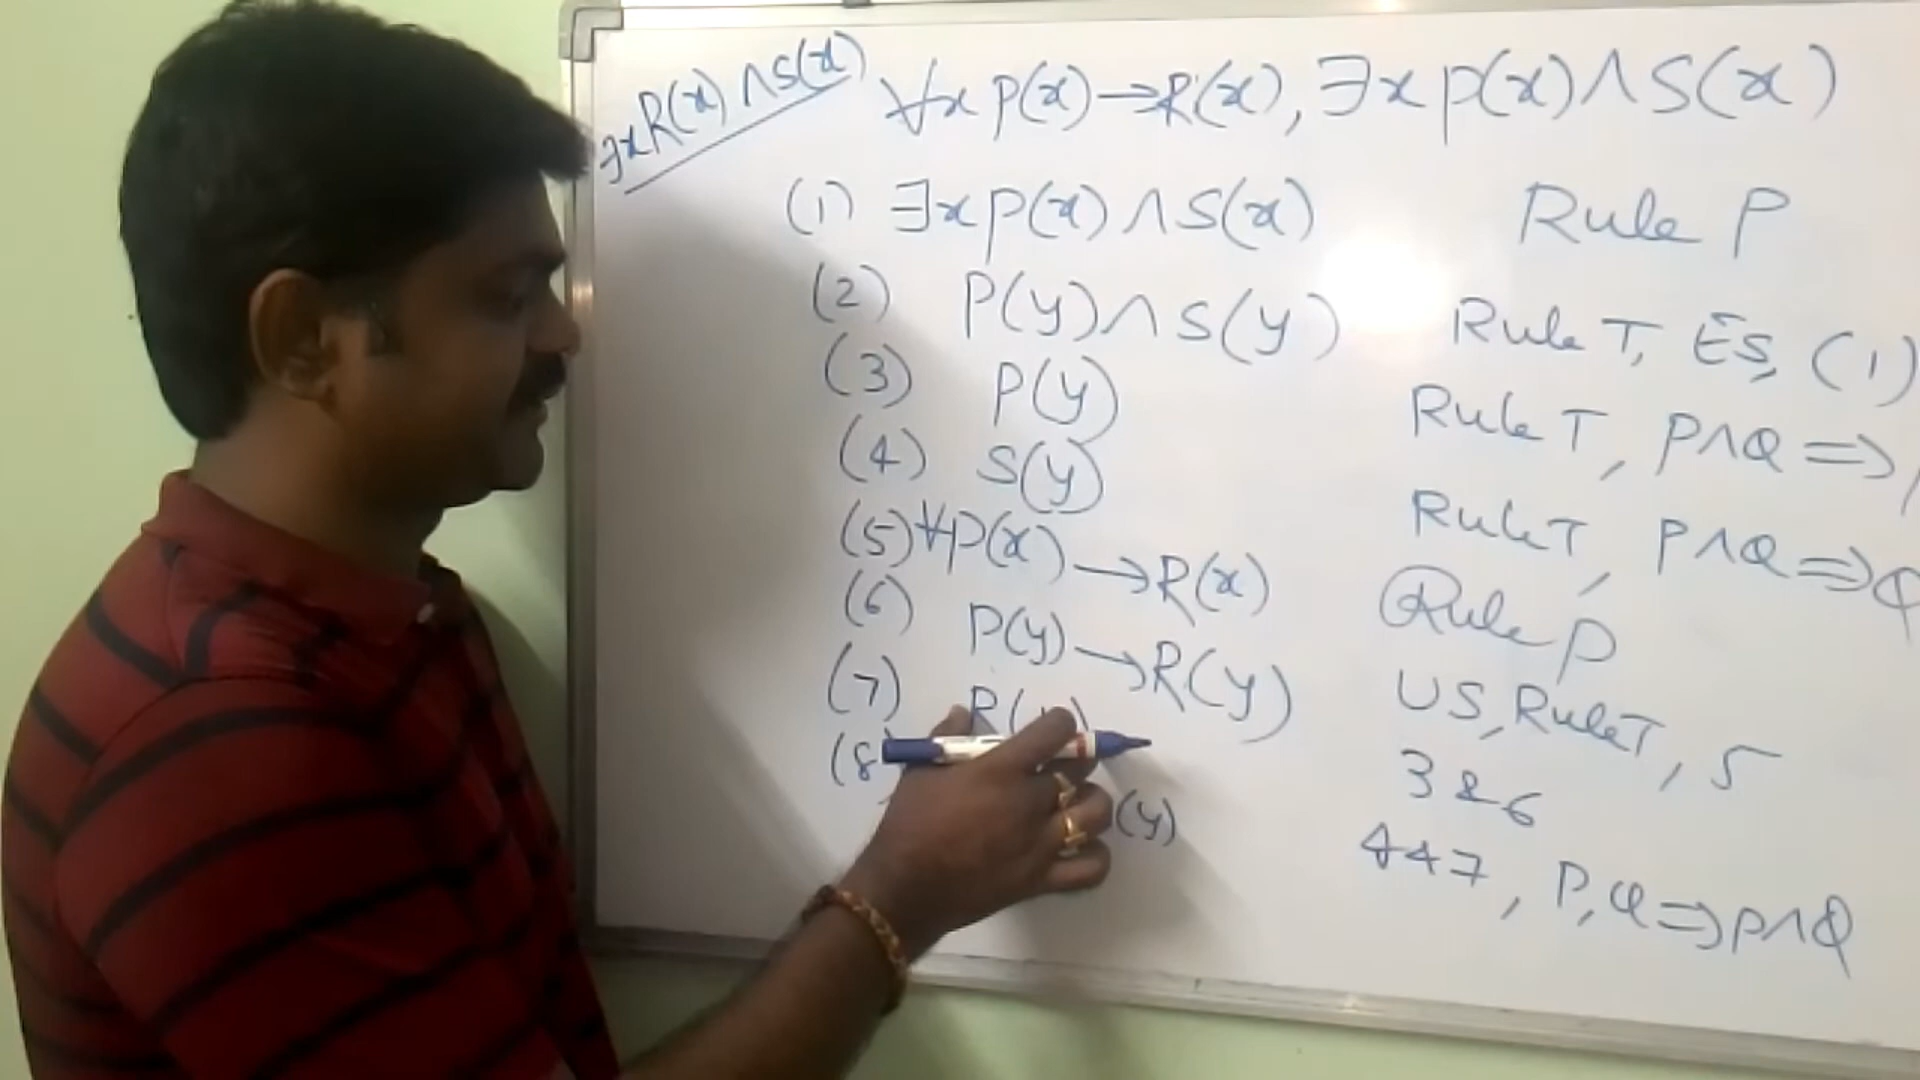 ∃x R(x) ∧ S(x)
∀x P(x) → R(x), ∃x p(x) ∧ S(x)
(1) ∃x p(x) ∧ S(x) Rule P
(2) P(y) ∧ S(y) Rule T, ES, (1)
(3) P(y) Rule T, P∧Q ⇒
(4) S(y) Rule T, P∧Q ⇒ Q
(5) ∀P(x) → R(x) Rule P
(6) P(y) → R(y) US, Rule T, 5
(7) R( 3 & 6
(8 (y) 4 4 7, P, Q ⇒ P∧Q